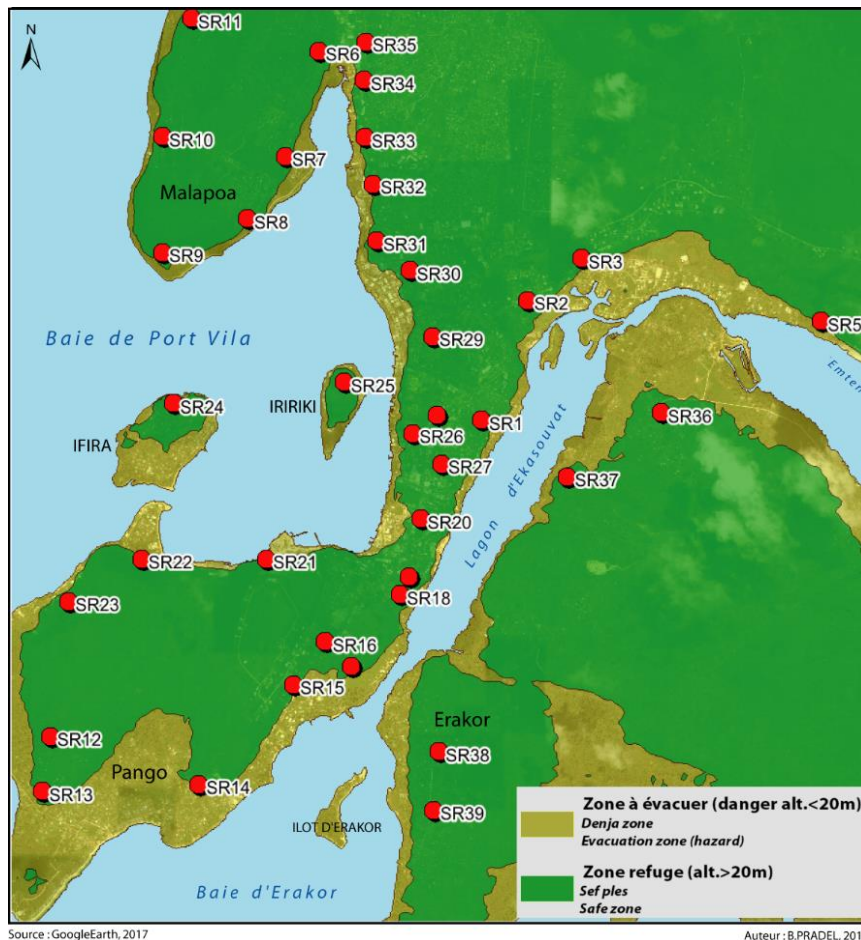 SR11
N
SR6
SR35
SR34
SR10
SR33
SR7
Malapoa
SR32
SR8
SR31
SR9
SR3
SR30
SR2
SR5
Baie de Port Vila
SR29
'Emten
SR25
SR24
IRIRIKI
SR36
SR1
IFIRA
SR26
SR27
Lagon d'Ekasouvat
SR37
SR20
SR22
SR21
SR18
SR23
SR16
SR15
Erakor
SR12
SR38
Pango
SR14
SR13
SR39
ILOT D'ERAKOR
Baie d'Erakor
Zone à évacuer (danger alt.<20m)
Denja zone
Evacuation zone (hazard)
Zone refuge (alt.>20m)
Sef ples
Safe zone
Source : GoogleEarth, 2017
Auteur : B.PRADEL, 201